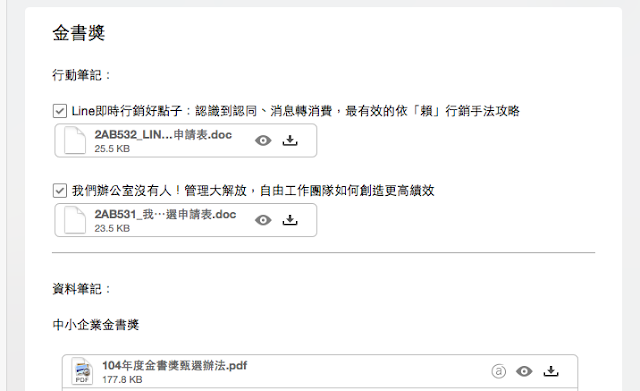 金書獎
行動筆記：
Line即時行銷好點子：認識到認同、消息轉消費，最有效的依「賴」行銷手法攻略
2AB532_LIN...申請表.doc
25.5 KB
我們辦公室沒有人！管理大解放，自由工作團隊如何創造更高績效
2AB531_我⋯選申請表.doc
23.5 KB
資料筆記：
中小企業金書獎
104年度金書獎甄選辦法.pdf
a
PDF
177.8 KB